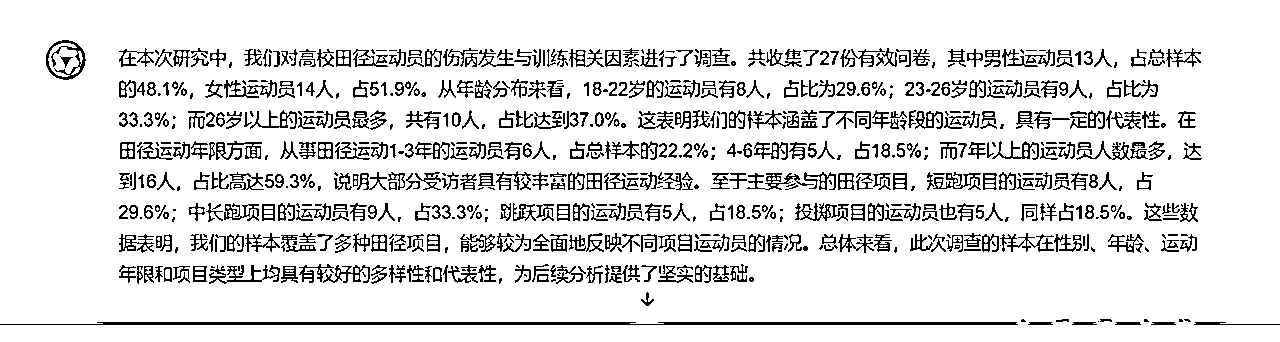 在本次研究中，我们对高校田径运动员的伤病发生与训练相关因素进行了调查。共收集了27份有效问卷，其中男性运动员13人，占总样本
的48.1%，女性运动员14人，占51.9%。从年龄分布来看，18-22岁的运动员有8人，占比为29.6%；23-26岁的运动员有9人，占比为
33.3%；而26岁以上的运动员最多，共有10人，占比达到37.0%。这表明我们的样本涵盖了不同年龄段的运动员，具有一定的代表性。在
田径运动年限方面，从事田径运动1-3年的运动员有6人，占总样本的22.2%；4-6年的有5人，占18.5%；而7年以上的运动员人数最多，达
到16人，占比高达59.3%，说明大部分受访者具有较丰富的田径运动经验。至于主要参与的田径项目，短跑项目的运动员有8人，占
29.6%；中长跑项目的运动员有9人，占33.3%；跳跃项目的运动员有5人，占18.5%；投掷项目的运动员也有5人，同样占18.5%。这些数
据表明，我们的样本覆盖了多种田径项目，能够较为全面地反映不同项目运动员的情况。总体来看，此次调查的样本在性别、年龄、运动
年限和项目类型上均具有较好的多样性和代表性，为后续分析提供了坚实的基础。